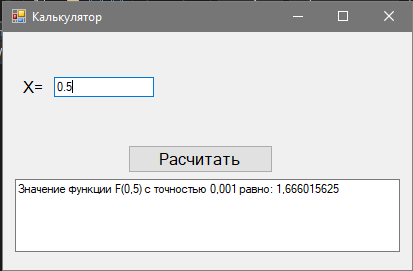 Калькулятор
X= 0.5
Расчитать
Значение функции F(0,5) с точностью 0,001 равно: 1,666015625